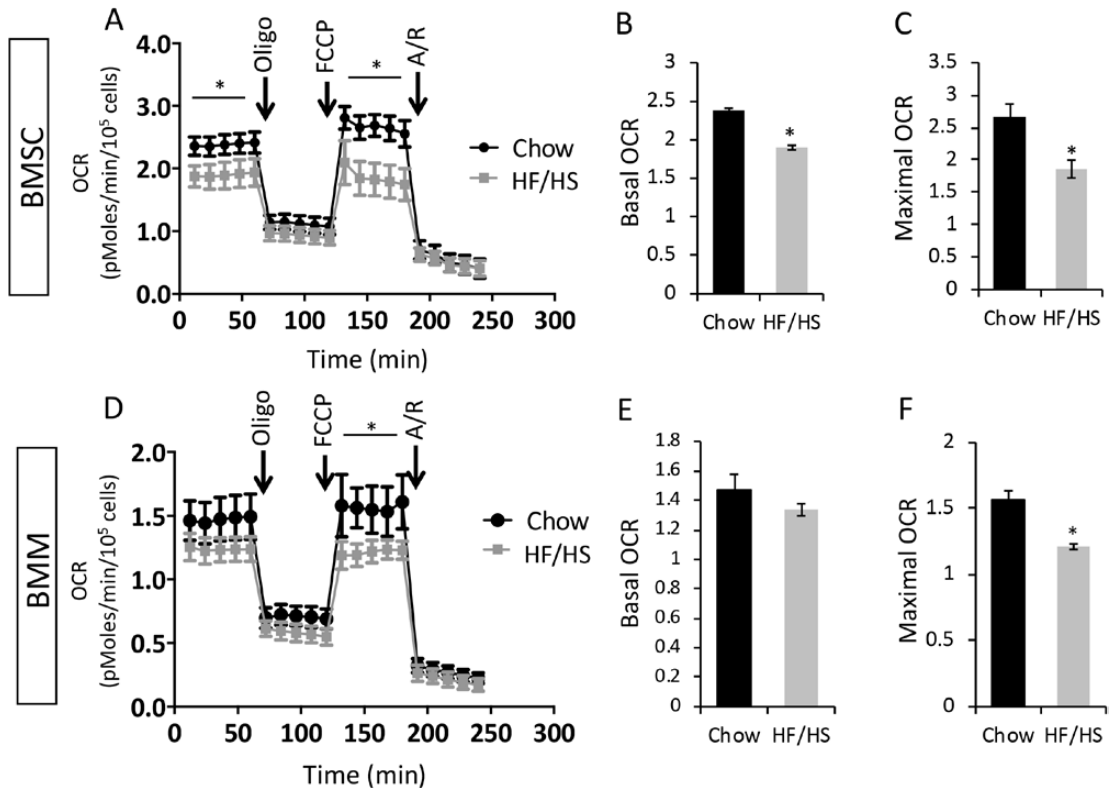 BMSC
A
Oligo
FCCP
A/R
*
*
4.0
3.0
2.0
1.0
0.0
OCR
(pMoles/min/10⁵ cells)
Chow
HF/HS
0 50 100 150 200 250 300
Time (min)
B
Basal OCR
3
2.5
2
1.5
1
0.5
0
*
Chow HF/HS
C
Maximal OCR
3.5
3
2.5
2
1.5
1
0.5
0
*
Chow HF/HS
BMM
D
Oligo
FCCP
A/R
*
2.0
1.5
1.0
0.5
0.0
OCR
(pMoles/min/10⁵ cells)
Chow
HF/HS
0 50 100 150 200 250 300
Time (min)
E
Basal OCR
1.8
1.6
1.4
1.2
1
0.8
0.6
0.4
0.2
0
Chow HF/HS
F
Maximal OCR
2
1.5
1
0.5
0
*
Chow HF/HS